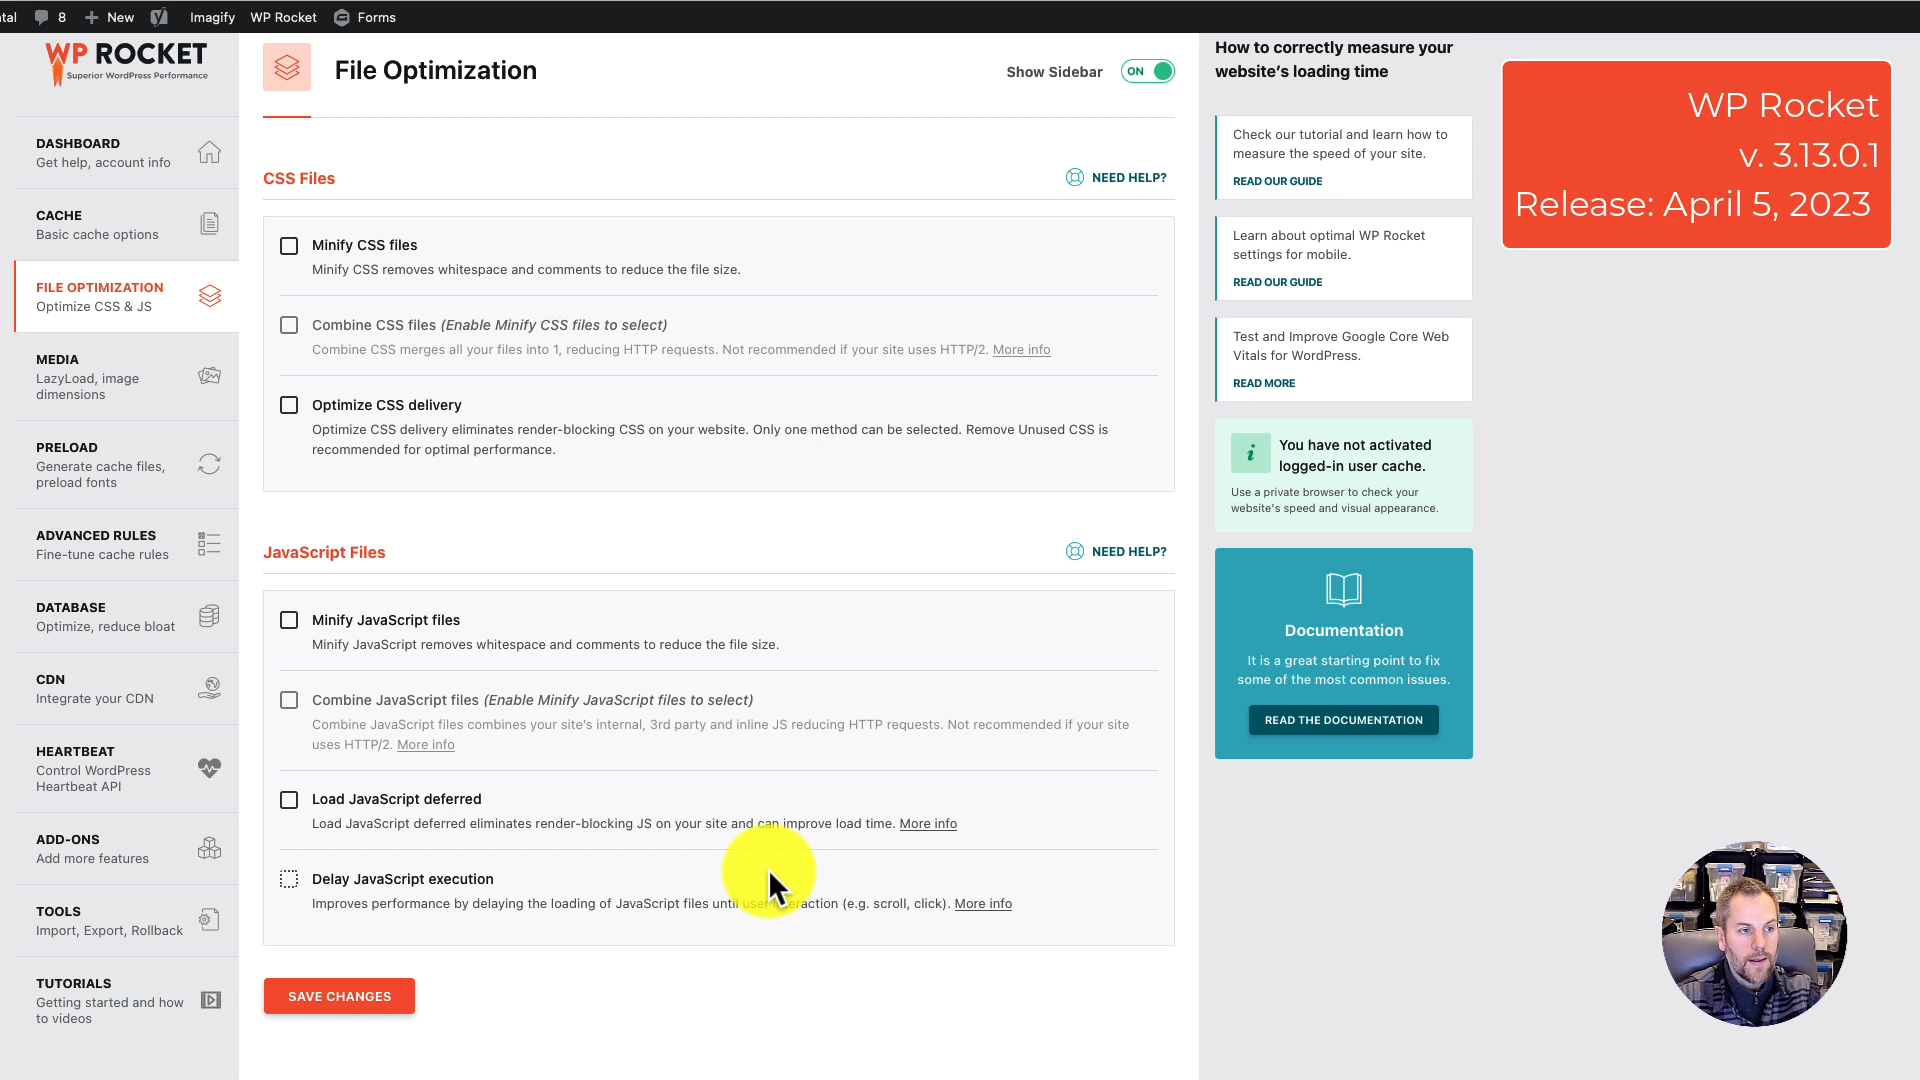 tal
8
New
Imagify
WP Rocket
Forms
WP ROCKET
Superior WordPress Performance
DASHBOARD
Get help, account info
CACHE
Basic cache options
FILE OPTIMIZATION
Optimize CSS & JS
MEDIA
LazyLoad, image
dimensions
PRELOAD
Generate cache files,
preload fonts
ADVANCED RULES
Fine-tune cache rules
DATABASE
Optimize, reduce bloat
CDN
Integrate your CDN
HEARTBEAT
Control WordPress
Heartbeat API
ADD-ONS
Add more features
TOOLS
Import, Export, Rollback
TUTORIALS
Getting started and how
to videos
File Optimization
Show Sidebar
ON
CSS Files
NEED HELP?
Minify CSS files
Minify CSS removes whitespace and comments to reduce the file size.
Combine CSS files (Enable Minify CSS files to select)
Combine CSS merges all your files into 1, reducing HTTP requests. Not recommended if your site uses HTTP/2. More info
Optimize CSS delivery
Optimize CSS delivery eliminates render-blocking CSS on your website. Only one method can be selected. Remove Unused CSS is
recommended for optimal performance.
JavaScript Files
NEED HELP?
Minify JavaScript files
Minify JavaScript removes whitespace and comments to reduce the file size.
Combine JavaScript files (Enable Minify JavaScript files to select)
Combine JavaScript files combines your site's internal, 3rd party and inline JS reducing HTTP requests. Not recommended if your site
uses HTTP/2. More info
Load JavaScript deferred
Load JavaScript deferred eliminates render-blocking JS on your site and can improve load time. More info
Delay JavaScript execution
Improves performance by delaying the loading of JavaScript files until user interaction (e.g. scroll, click). More info
SAVE CHANGES
How to correctly measure your
website's loading time
Check our tutorial and learn how to
measure the speed of your site.
READ OUR GUIDE
Learn about optimal WP Rocket
settings for mobile.
READ OUR GUIDE
Test and Improve Google Core Web
Vitals for WordPress.
READ MORE
You have not activated
logged-in user cache.
Use a private browser to check your
website's speed and visual appearance.
Documentation
It is a great starting point to fix
some of the most common issues.
READ THE DOCUMENTATION
WP Rocket
v. 3.13.0.1
Release: April 5, 2023